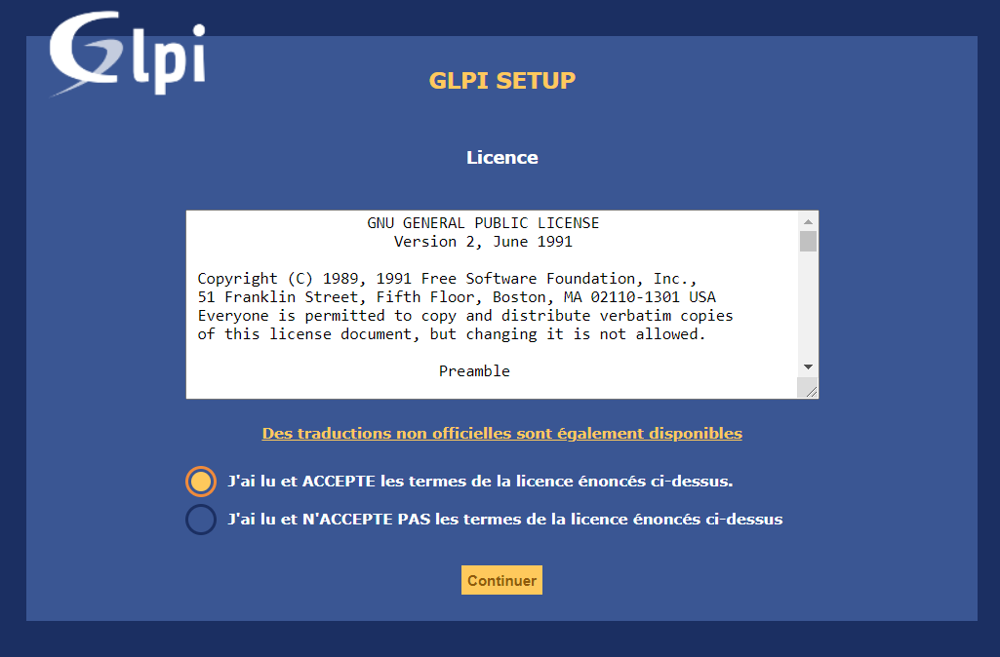 Glpi
GLPI SETUP
Licence
GNU GENERAL PUBLIC LICENSE
Version 2, June 1991
Copyright (C) 1989, 1991 Free Software Foundation, Inc.,
51 Franklin Street, Fifth Floor, Boston, MA 02110-1301 USA
Everyone is permitted to copy and distribute verbatim copies
of this license document, but changing it is not allowed.
Preamble
Des traductions non officielles sont également disponibles
J'ai lu et ACCEPTE les termes de la licence énoncés ci-dessus.
J'ai lu et N'ACCEPTE PAS les termes de la licence énoncés ci-dessus
Continuer